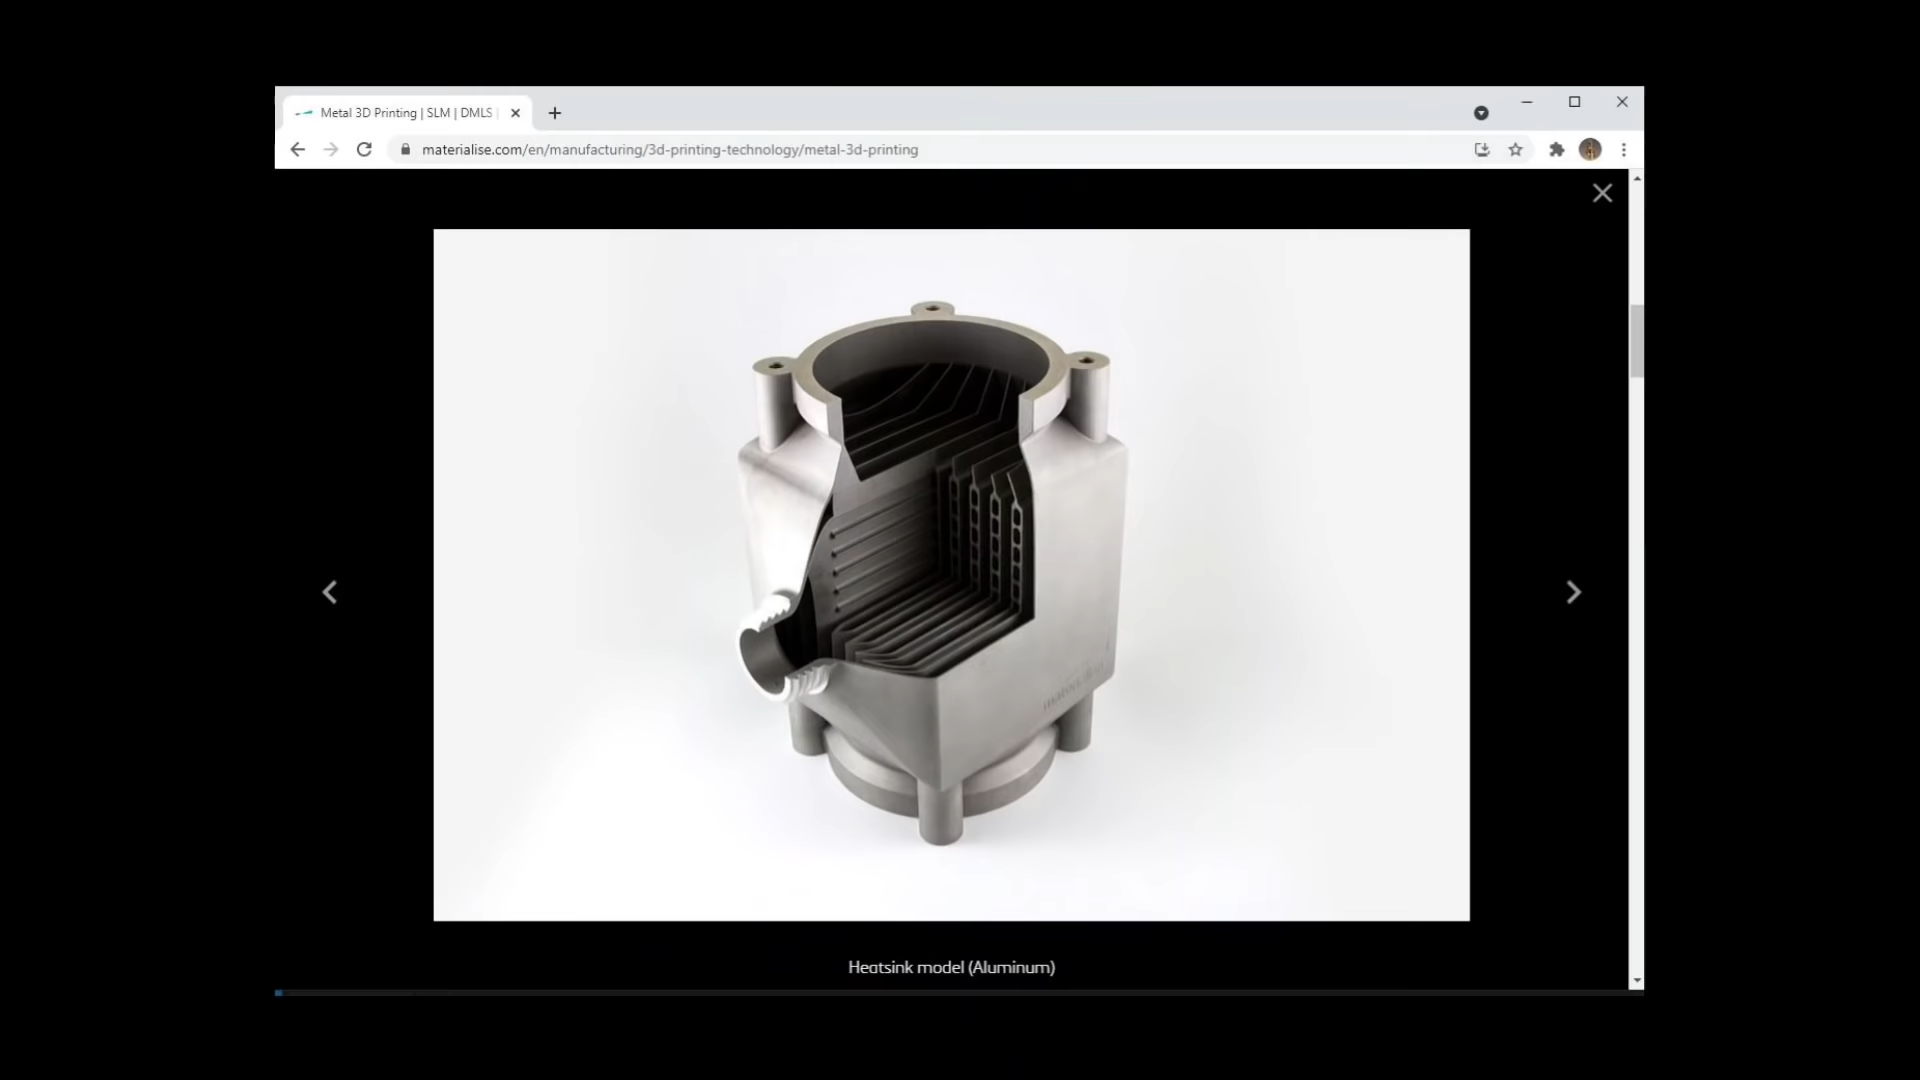 Metal 3D Printing | SLM | DMLS |
materialise.com/en/manufacturing/3d-printing-technology/metal-3d-printing
Heatsink model (Aluminum)